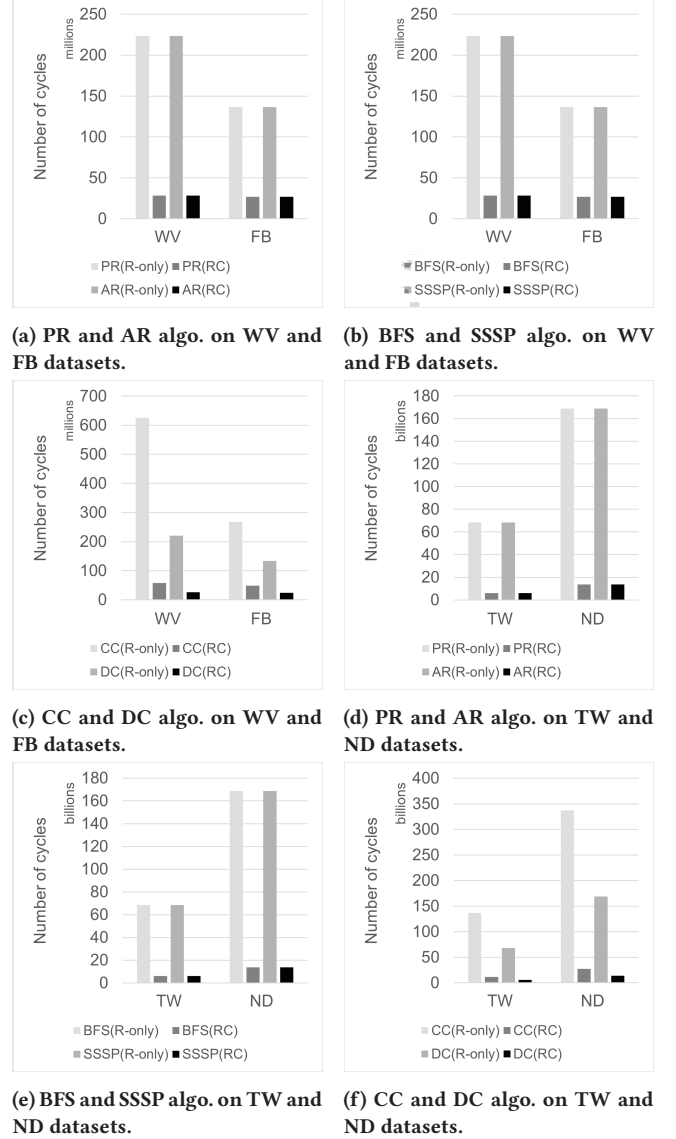 250
200
150
100
50
0
Number of cycles
millions
WV FB
PR(R-only) PR(RC)
AR(R-only) AR(RC)
(a) PR and AR algo. on WV and
FB datasets.
250
200
150
100
50
0
Number of cycles
millions
WV FB
BFS(R-only) BFS(RC)
SSSP(R-only) SSSP(RC)
(b) BFS and SSSP algo. on WV
and FB datasets.
700
600
500
400
300
200
100
0
Number of cycles
millions
WV FB
CC(R-only) CC(RC)
DC(R-only) DC(RC)
(c) CC and DC algo. on WV and
FB datasets.
180
160
140
120
100
80
60
40
20
0
Number of cycles
billions
TW ND
PR(R-only) PR(RC)
AR(R-only) AR(RC)
(d) PR and AR algo. on TW and
ND datasets.
180
160
140
120
100
80
60
40
20
0
Number of cycles
billions
TW ND
BFS(R-only) BFS(RC)
SSSP(R-only) SSSP(RC)
(e) BFS and SSSP algo. on TW and
ND datasets.
400
350
300
250
200
150
100
50
0
Number of cycles
billions
TW ND
CC(R-only) CC(RC)
DC(R-only) DC(RC)
(f) CC and DC algo. on TW and
ND datasets.